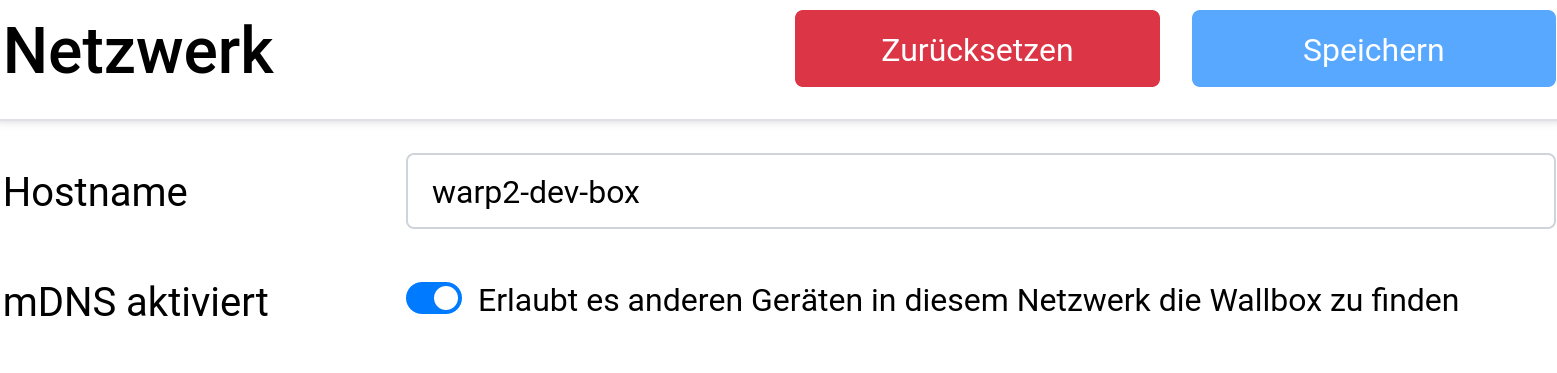 Netzwerk
Zurücksetzen
Speichern
Hostname
warp2-dev-box
mDNS aktiviert
Erlaubt es anderen Geräten in diesem Netzwerk die Wallbox zu finden